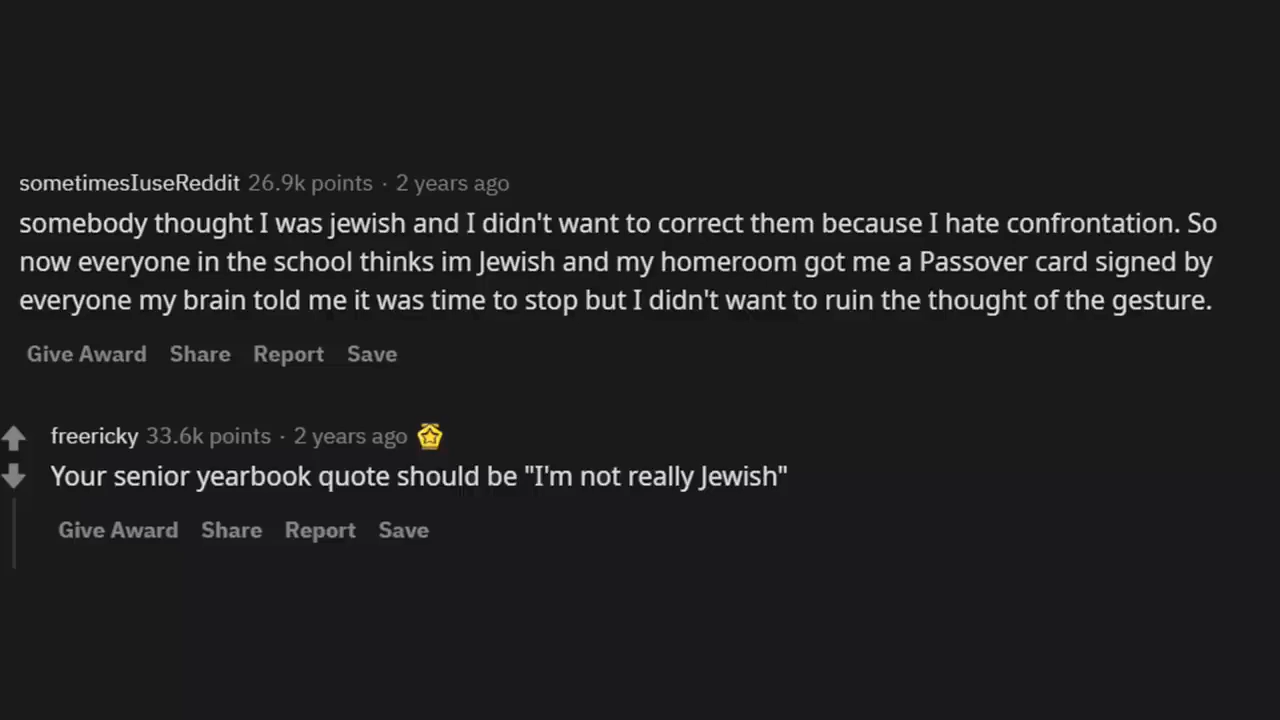 sometimesIuseReddit 26.9k points · 2 years ago
somebody thought I was jewish and I didn't want to correct them because I hate confrontation. So
now everyone in the school thinks im Jewish and my homeroom got me a Passover card signed by
everyone my brain told me it was time to stop but I didn't want to ruin the thought of the gesture.
Give Award Share Report Save
freericky 33.6k points · 2 years ago
Your senior yearbook quote should be "I'm not really Jewish"
Give Award Share Report Save